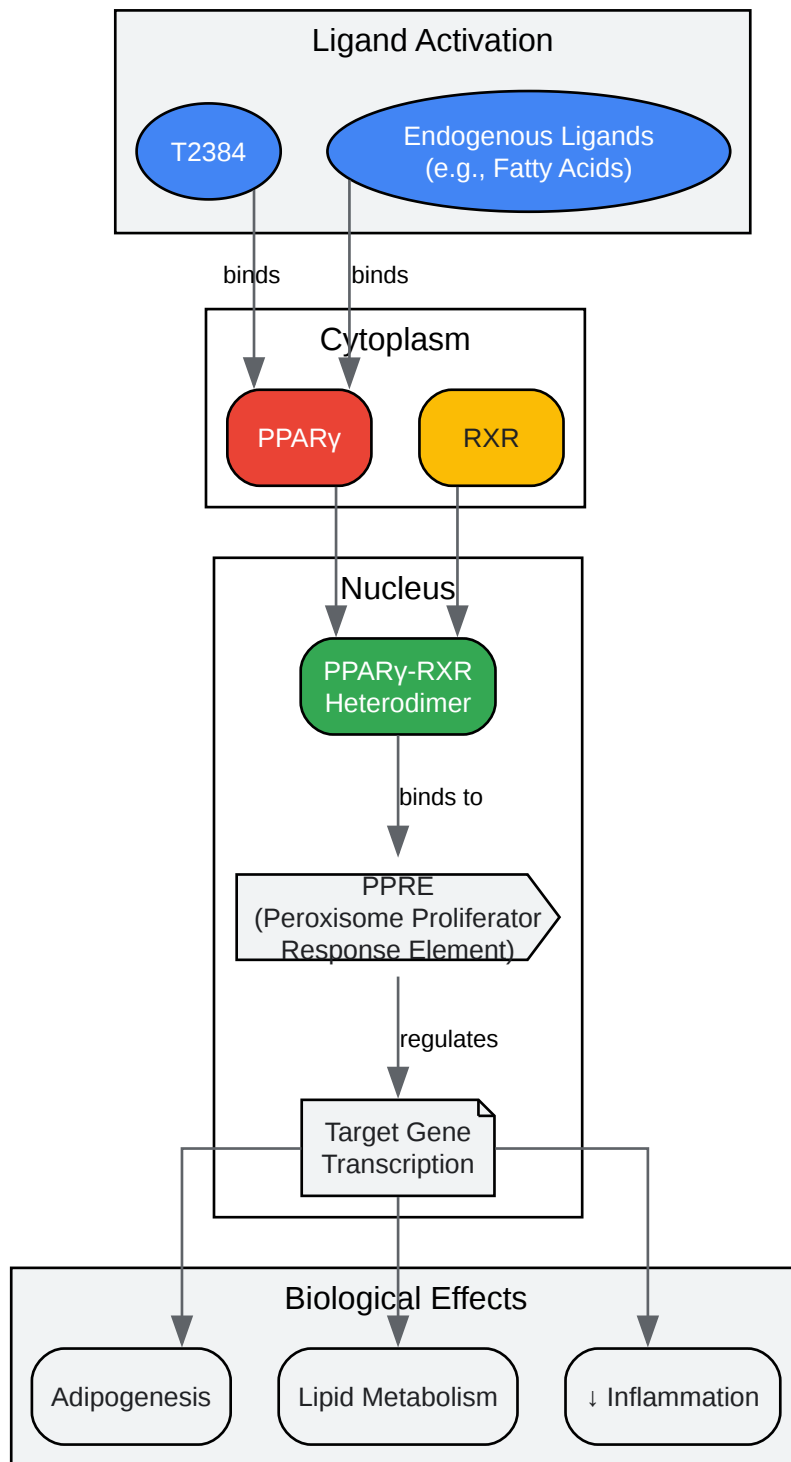 Ligand Activation
T2384
Endogenous Ligands
(e.g., Fatty Acids)
binds
binds
Cytoplasm
PPARγ
RXR
Nucleus
PPARγ-RXR
Heterodimer
binds to
PPRE
(Peroxisome Proliferator
Response Element)
regulates
Target Gene
Transcription
Biological Effects
Adipogenesis
Lipid Metabolism
↓ Inflammation